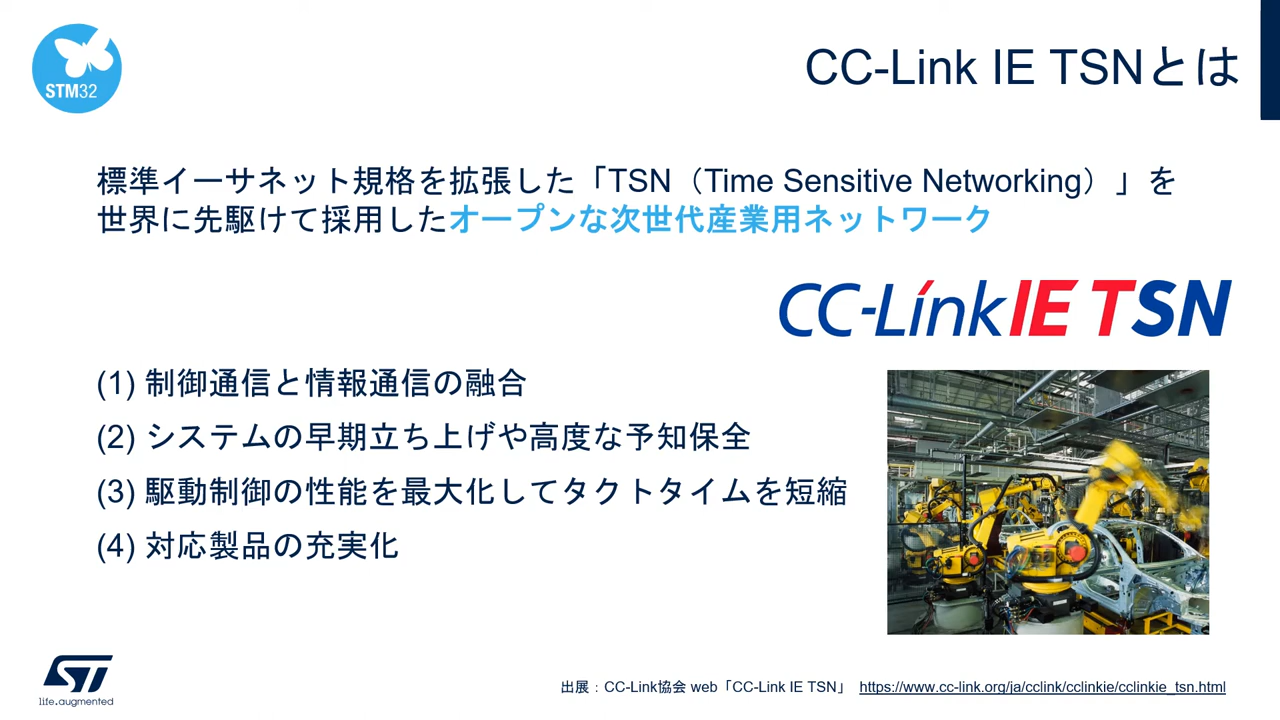 STM32
CC-Link IE TSNとは
標準イーサネット規格を拡張した「TSN（Time Sensitive Networking）」を
世界に先駆けて採用したオープンな次世代産業用ネットワーク
CC-Link IE TSN
(1) 制御通信と情報通信の融合
(2) システムの早期立ち上げや高度な予知保全
(3) 駆動制御の性能を最大化してタクトタイムを短縮
(4) 対応製品の充実化
ST
life.augmented
出展：CC-Link協会 web「CC-Link IE TSN」 https://www.cc-link.org/ja/cclink/cclinkie/cclinkie_tsn.html